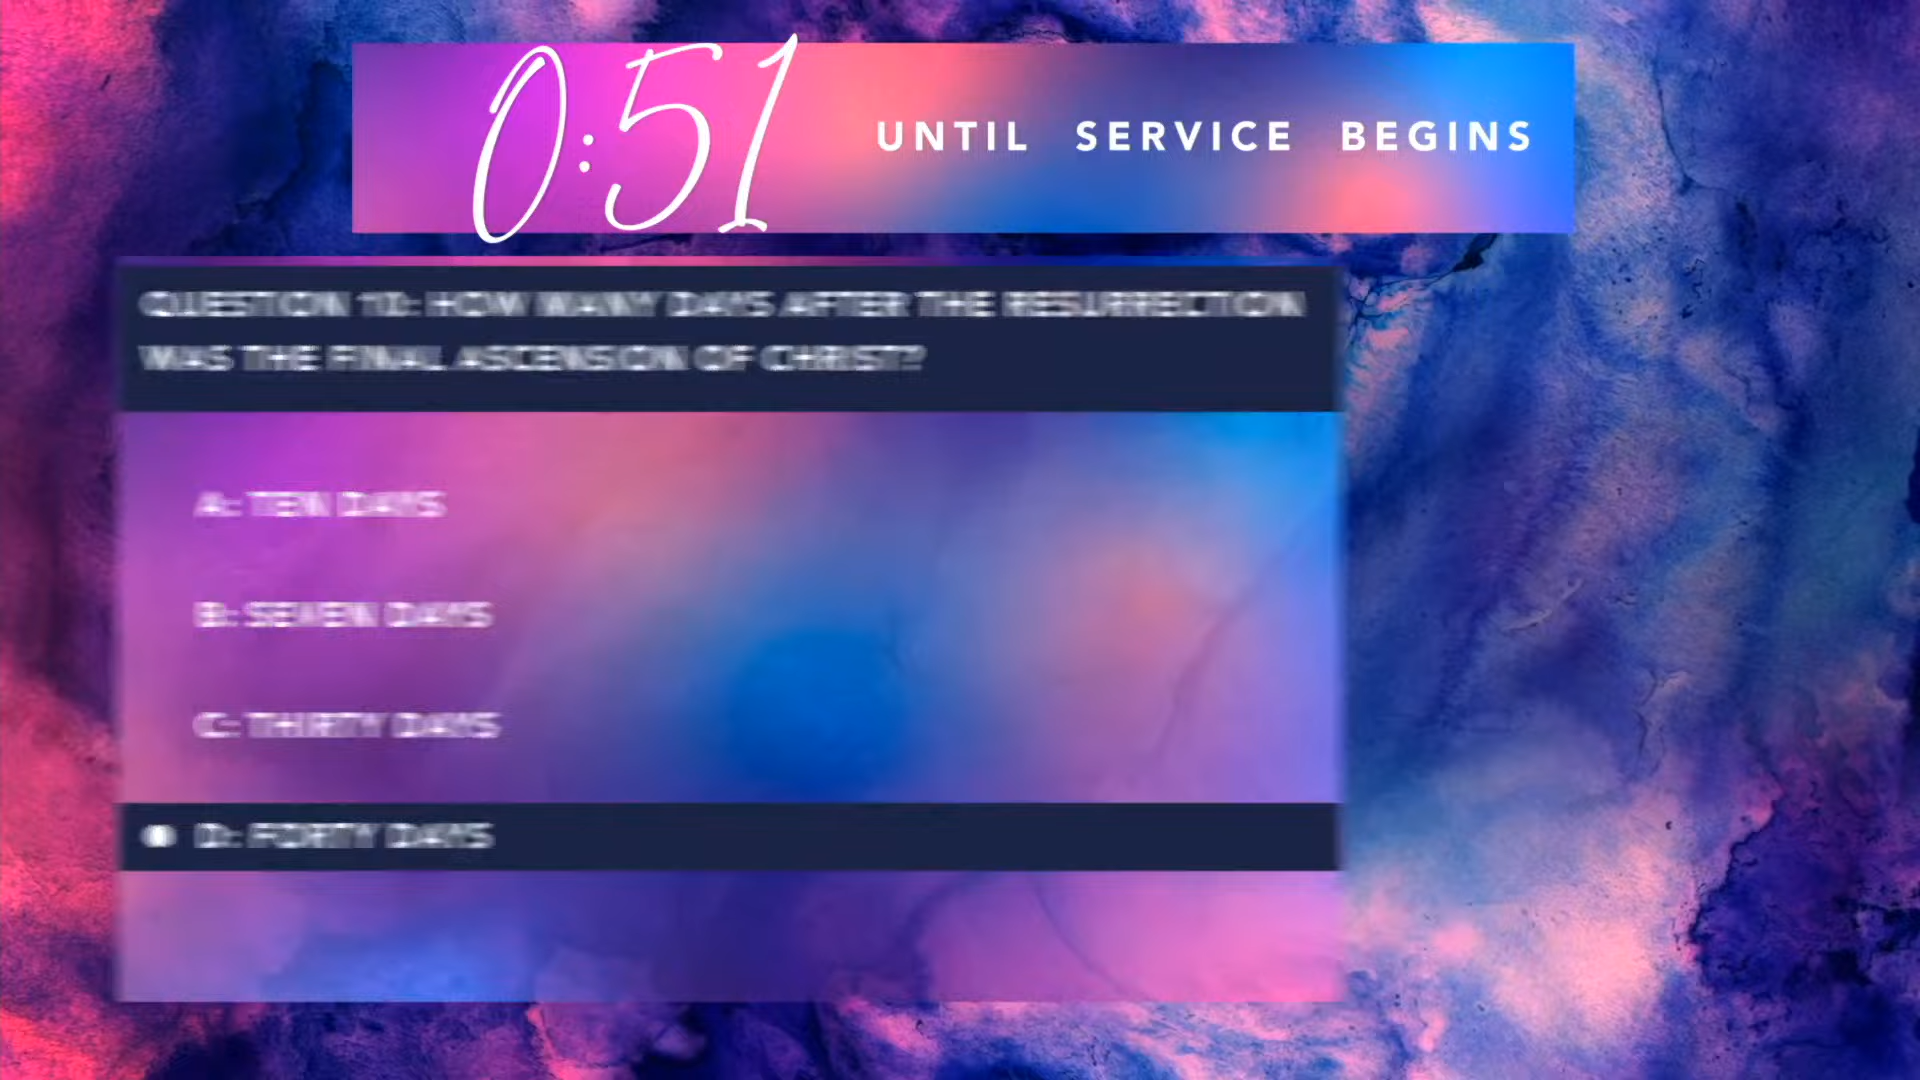 0:51 UNTIL SERVICE BEGINS
QUESTION 10: HOW MANY DAYS AFTER THE RESURRECTION
WAS THE FINAL ASCENSION OF CHRIST?
A: TEN DAYS
B: SEVEN DAYS
C: THIRTY DAYS
D: FORTY DAYS